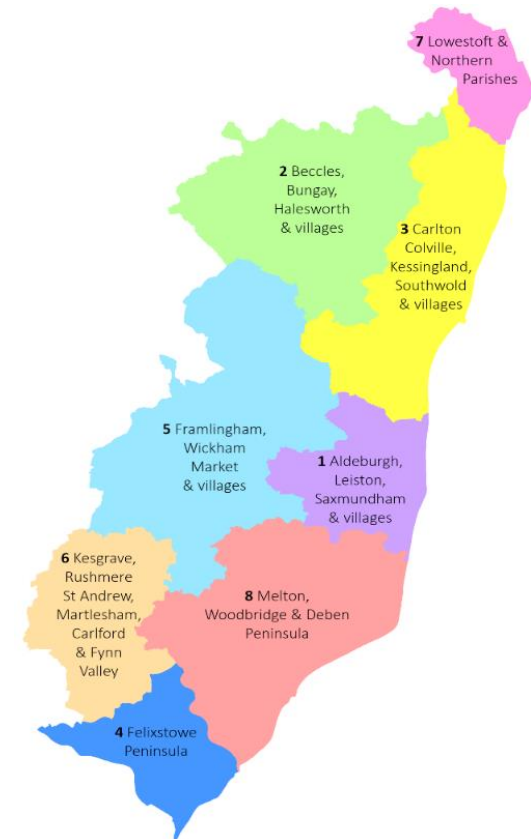 7 Lowestoft &
Northern
Parishes
2 Beccles,
Bungay,
Halesworth
& villages
3 Carlton
Colville,
Kessingland,
Southwold
& villages
5 Framlingham,
Wickham
Market
& villages
1 Aldeburgh,
Leiston,
Saxmundham
& villages
6 Kesgrave,
Rushmere
St Andrew,
Martlesham,
Carlford
& Fynn
Valley
8 Melton,
Woodbridge & Deben
Peninsula
4 Felixstowe
Peninsula